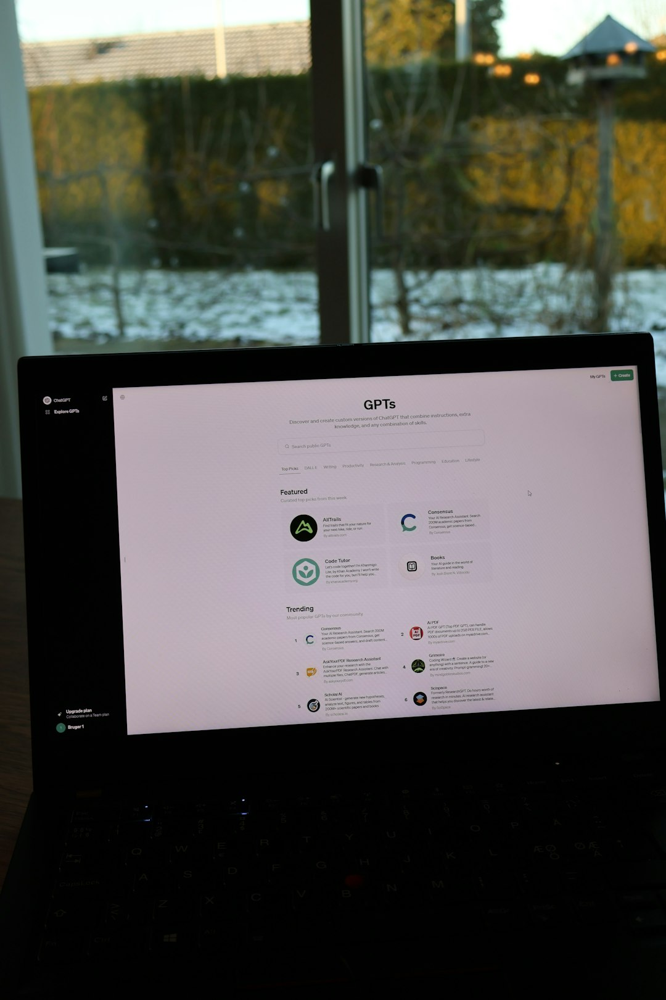 ChatGPT
Explore GPTs
My GPTs
+ Create
GPTs
Discover and create custom versions of ChatGPT that combine instructions, extra
knowledge, and any combination of skills.
Search public GPTs
Top Picks DALL·E Writing Productivity Research & Analysis Programming Education Lifestyle
Featured
Curated top picks from this week
AllTrails
Find trails that fit your nature for
your next hike, ride, or run
By alltrails.com
Consensus
Your AI Research Assistant. Search
200M academic papers from
Consensus, get science-based...
By Consensus
Code Tutor
Let's code together! I'm Khanmigo
Lite, by Khan Academy. I won't write
the code for you, but I'll help you...
By khanacademy.org
Books
Your AI guide in the world of
literature and reading.
By Josh Brent N. Villocido
Trending
Most popular GPTs by our community
1
Consensus
Your AI Research Assistant. Search 200M
academic papers from Consensus, get
science-based answers, and draft content...
By Consensus
2
AI PDF
AI PDF
AI PDF GPT (Top PDF GPT), can handle
PDF documents up to 2GB PER FILE, allows
1000s of PDF uploads on myaidrive.com...
By myaidrive.com
3
AskYourPDF Research Assistant
Enhance your research with the
AskYourPDF Research Assistant. Chat with
multiple files, ChatPDF, generate articles...
By askyourpdf.com
4
Grimoire
Coding Wizard Create a website (or
anything) with a sentence. A guide to a new
era of creativity. Prompt-gramming! 20+...
By mindgoblinstudios.com
5
ScholarAI
AI Scientist - generate new hypotheses,
analyze text, figures, and tables from
200M+ scientific papers and books
By scholarai.io
6
Scispace
Formerly ResearchGPT. Do hours worth of
research in minutes. AI research assistant
that helps you discover the latest & relate...
By SciSpace
Upgrade plan
Collaborate on a Team plan
1
Bruger 1
Q W E R T Y U I O P Å
CapsLock A S D F G H J K L Æ Ø
Z X C V B N M
Fn Ctrl Alt